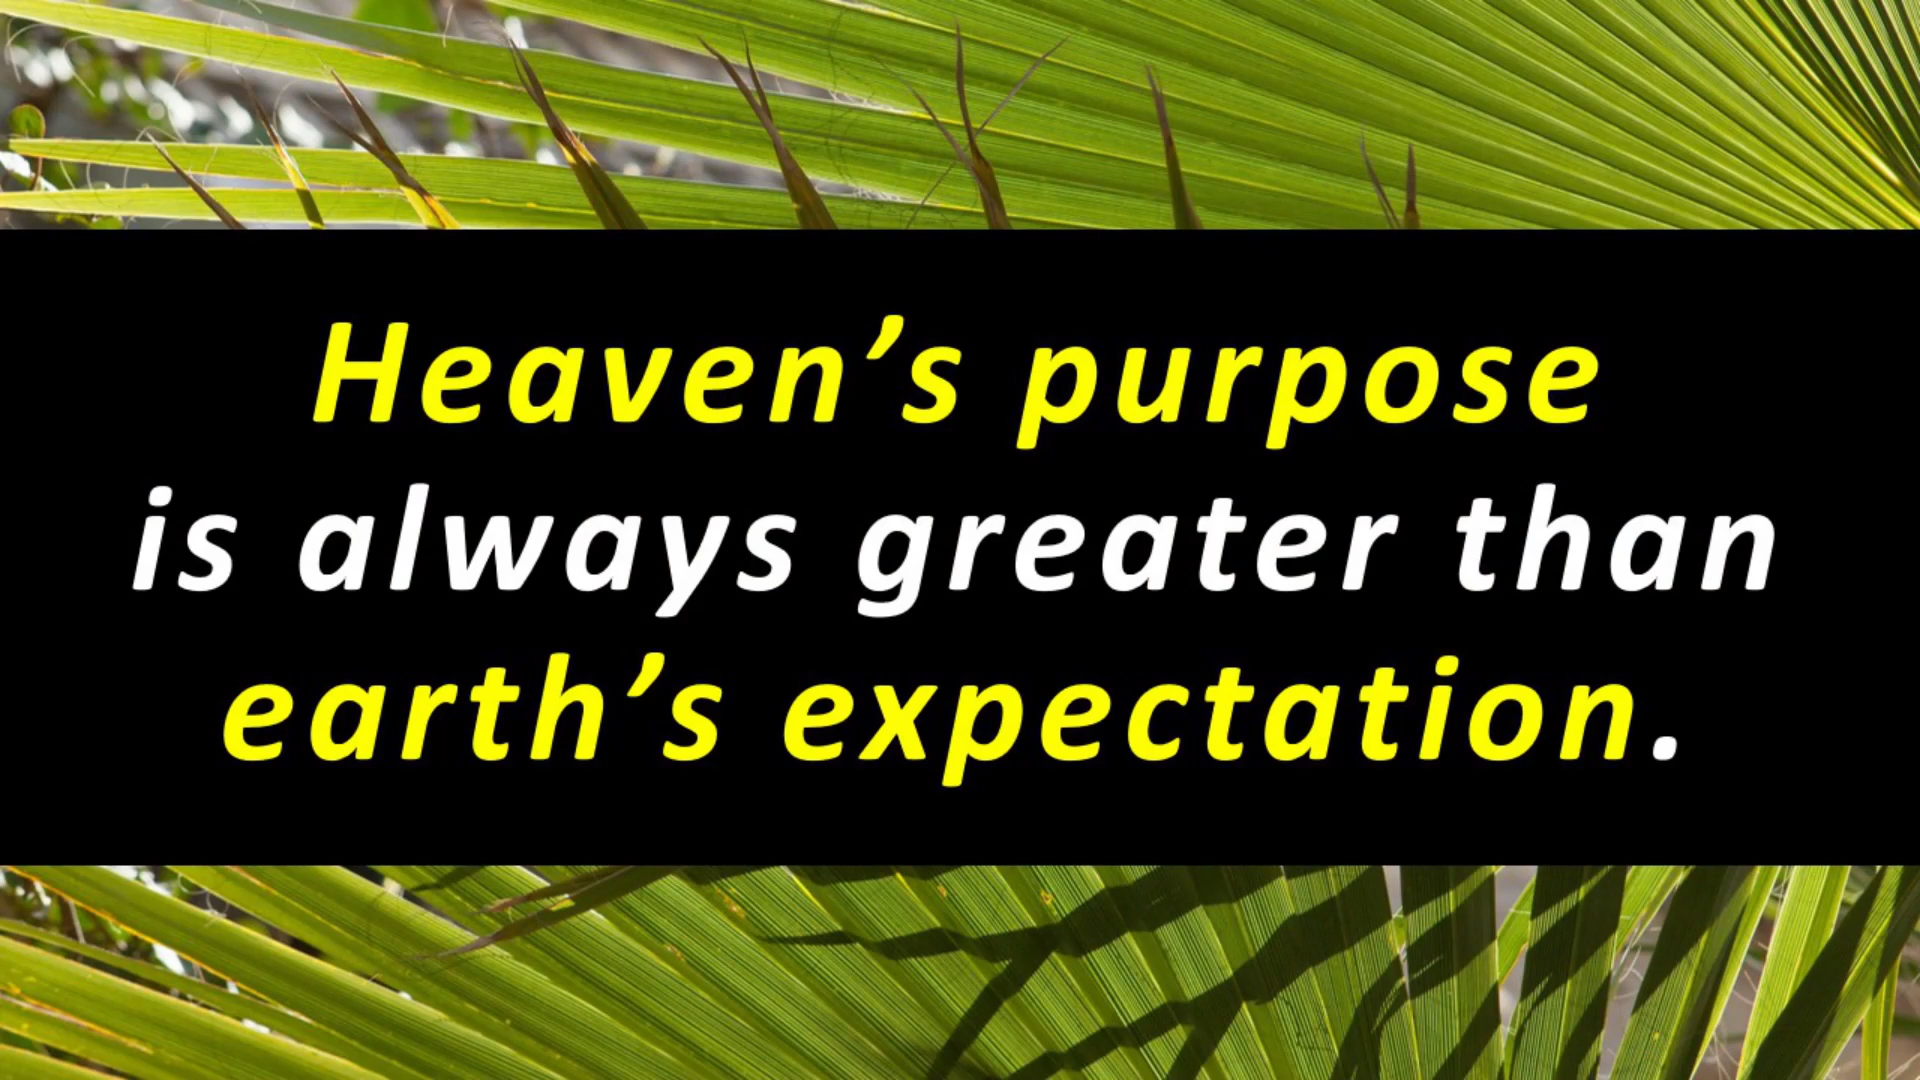 Heaven’s purpose
is always greater than
earth’s expectation.